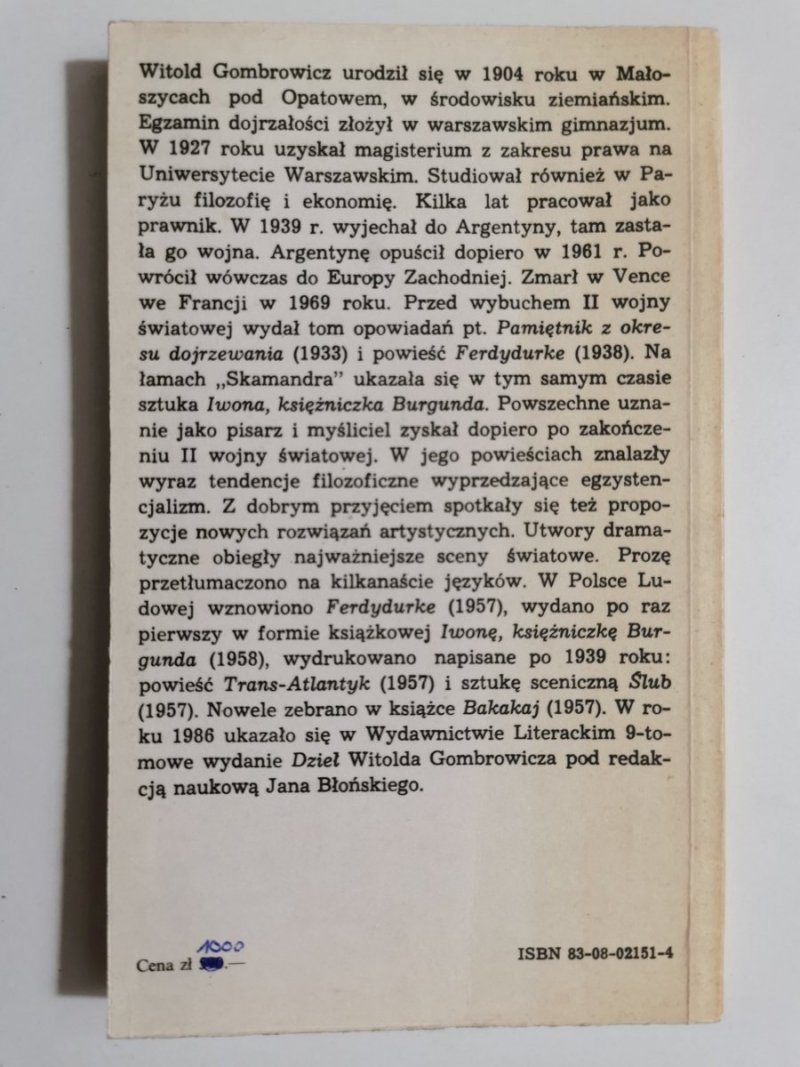 Witold Gombrowicz urodził się w 1904 roku w Mało-
szycach pod Opatowem, w środowisku ziemiańskim.
Egzamin dojrzałości złożył w warszawskim gimnazjum.
W 1927 roku uzyskał magisterium z zakresu prawa na
Uniwersytecie Warszawskim. Studiował również w Pa-
ryżu filozofię i ekonomię. Kilka lat pracował jako
prawnik. W 1939 r. wyjechał do Argentyny, tam zasta-
ła go wojna. Argentynę opuścił dopiero w 1961 r. Po-
wrócił wówczas do Europy Zachodniej. Zmarł w Vence
we Francji w 1969 roku. Przed wybuchem II wojny
światowej wydał tom opowiadań pt. Pamiętnik z okre-
su dojrzewania (1933) i powieść Ferdydurke (1938). Na
łamach „Skamandra” ukazała się w tym samym czasie
sztuka Iwona, księżniczka Burgunda. Powszechne uzna-
nie jako pisarz i myśliciel zyskał dopiero po zakończe-
niu II wojny światowej. W jego powieściach znalazły
wyraz tendencje filozoficzne wyprzedzające egzysten-
cjalizm. Z dobrym przyjęciem spotkały się też propo-
zycje nowych rozwiązań artystycznych. Utwory drama-
tyczne obiegły najważniejsze sceny światowe. Prozę
przetłumaczono na kilkanaście języków. W Polsce Lu-
dowej wznowiono Ferdydurke (1957), wydano po raz
pierwszy w formie książkowej Iwonę, księżniczkę Bur-
gunda (1958), wydrukowano napisane po 1939 roku:
powieść Trans-Atlantyk (1957) i sztukę sceniczną Ślub
(1957). Nowele zebrano w książce Bakakaj (1957). W ro-
ku 1986 ukazało się w Wydawnictwie Literackim 9-to-
mowe wydanie Dzieł Witolda Gombrowicza pod redak-
cją naukową Jana Błońskiego.
1000
Cena zł .—
ISBN 83-08-02151-4